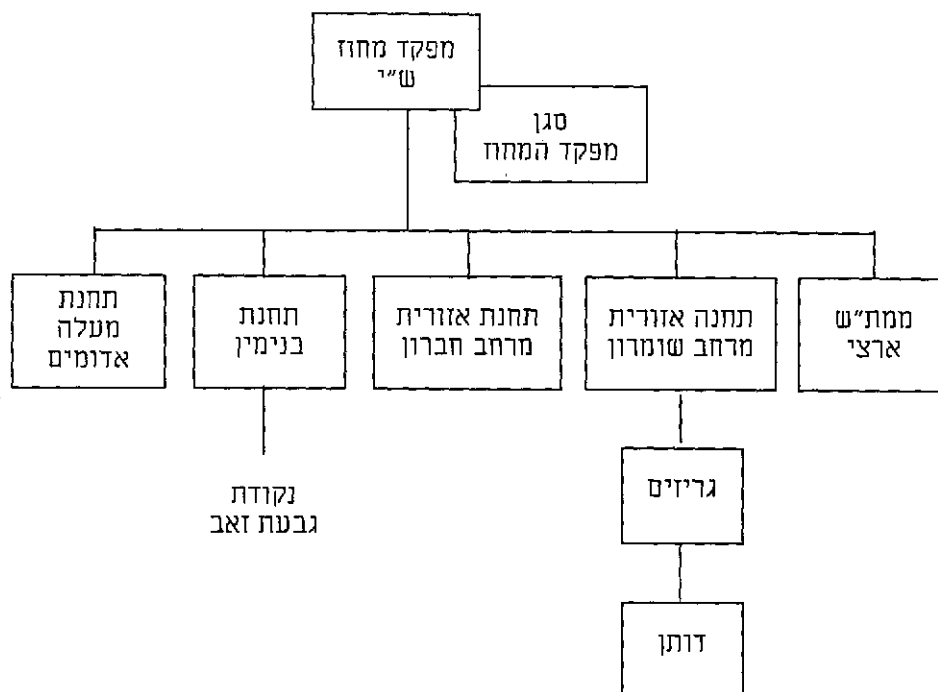 מפקד מחוז
ש"י
סגן
מפקד המחוז
ממת"ש
ארצי
תחנה אזורית
מרחב שומרון
תחנת אזורית
מרחב חברון
תחנת
בנימין
תחנת
מעלה
אדומים
גריזים
נקודת
גבעת זאב
דותן